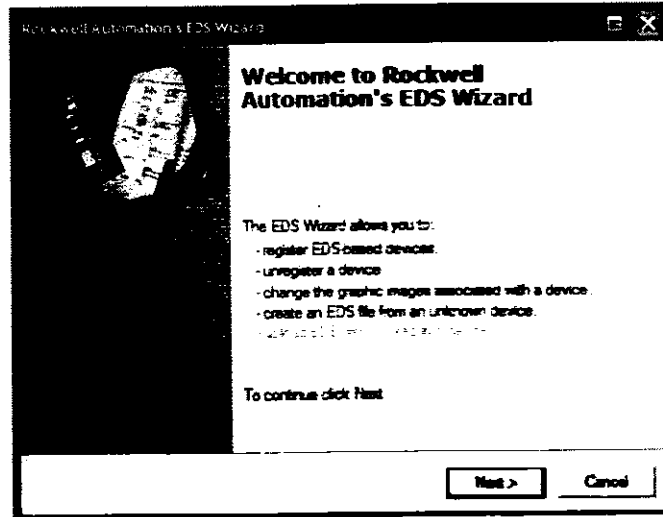 Rockwell Automation's EDS Wizard
Welcome to Rockwell
Automation's EDS Wizard
The EDS Wizard allows you to:
- register EDS-based devices.
- unregister a device.
- change the graphic images associated with a device.
- create an EDS file from an unknown device.
To continue click Next
Next >
Cancel